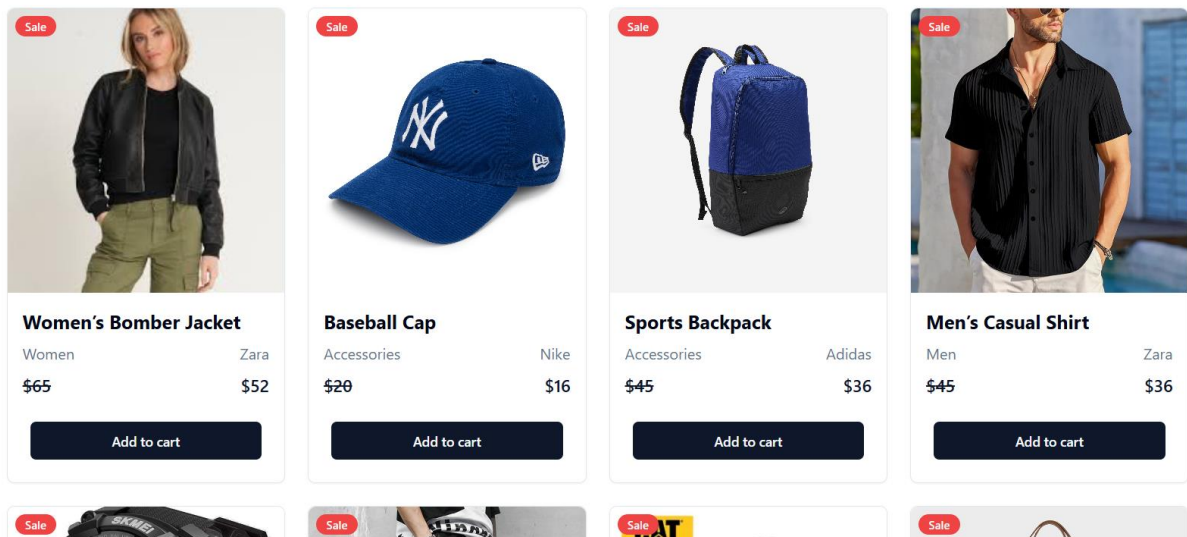 Sale
Sale
Sale
Sale
NY
Women's Bomber Jacket
Women Zara
$65 $52
Add to cart
Baseball Cap
Accessories Nike
$20 $16
Add to cart
Sports Backpack
Accessories Adidas
$45 $36
Add to cart
Men's Casual Shirt
Men Zara
$45 $36
Add to cart
Sale
SKMEI
Sale
Sale
Sale